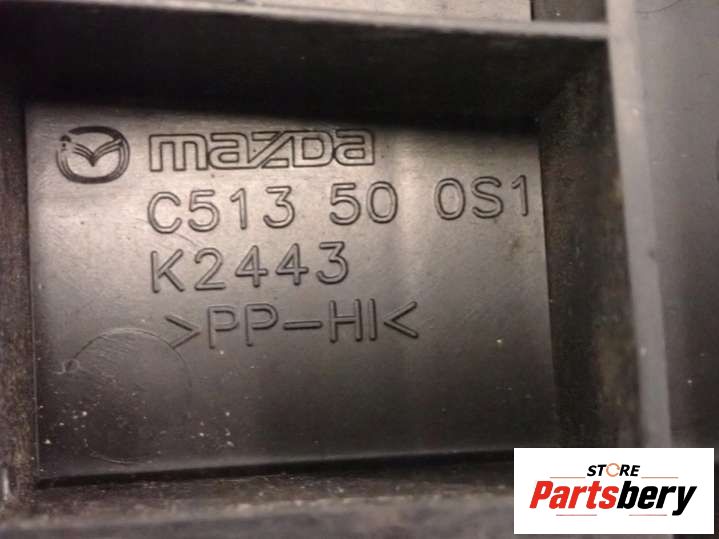 mazda
C513 50 0S1
K2443
>PP-HI<
STORE
Partsbery